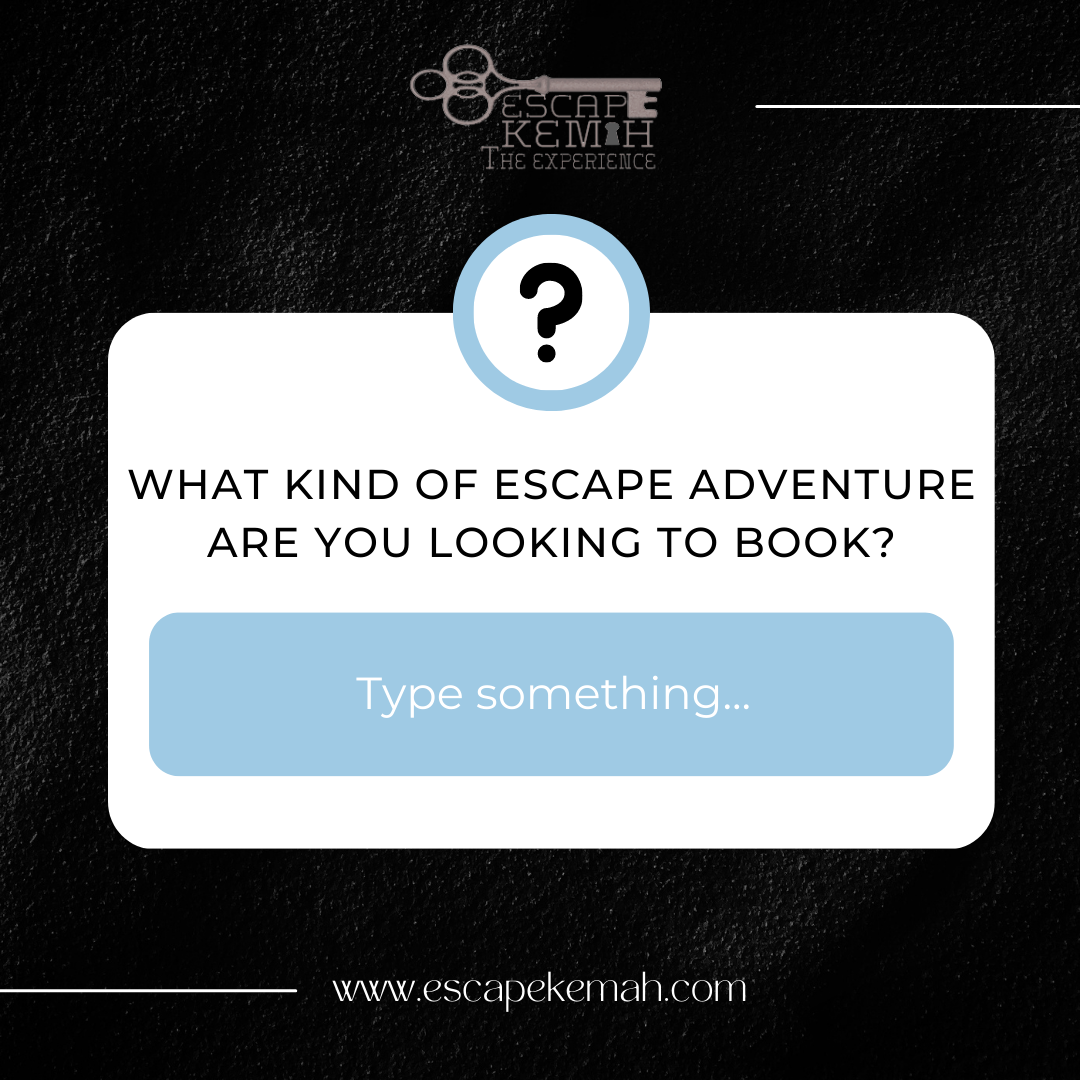 ESCAPE
KEMAH
THE EXPERIENCE
?
WHAT KIND OF ESCAPE ADVENTURE
ARE YOU LOOKING TO BOOK?
Type something...
www.escapekemah.com